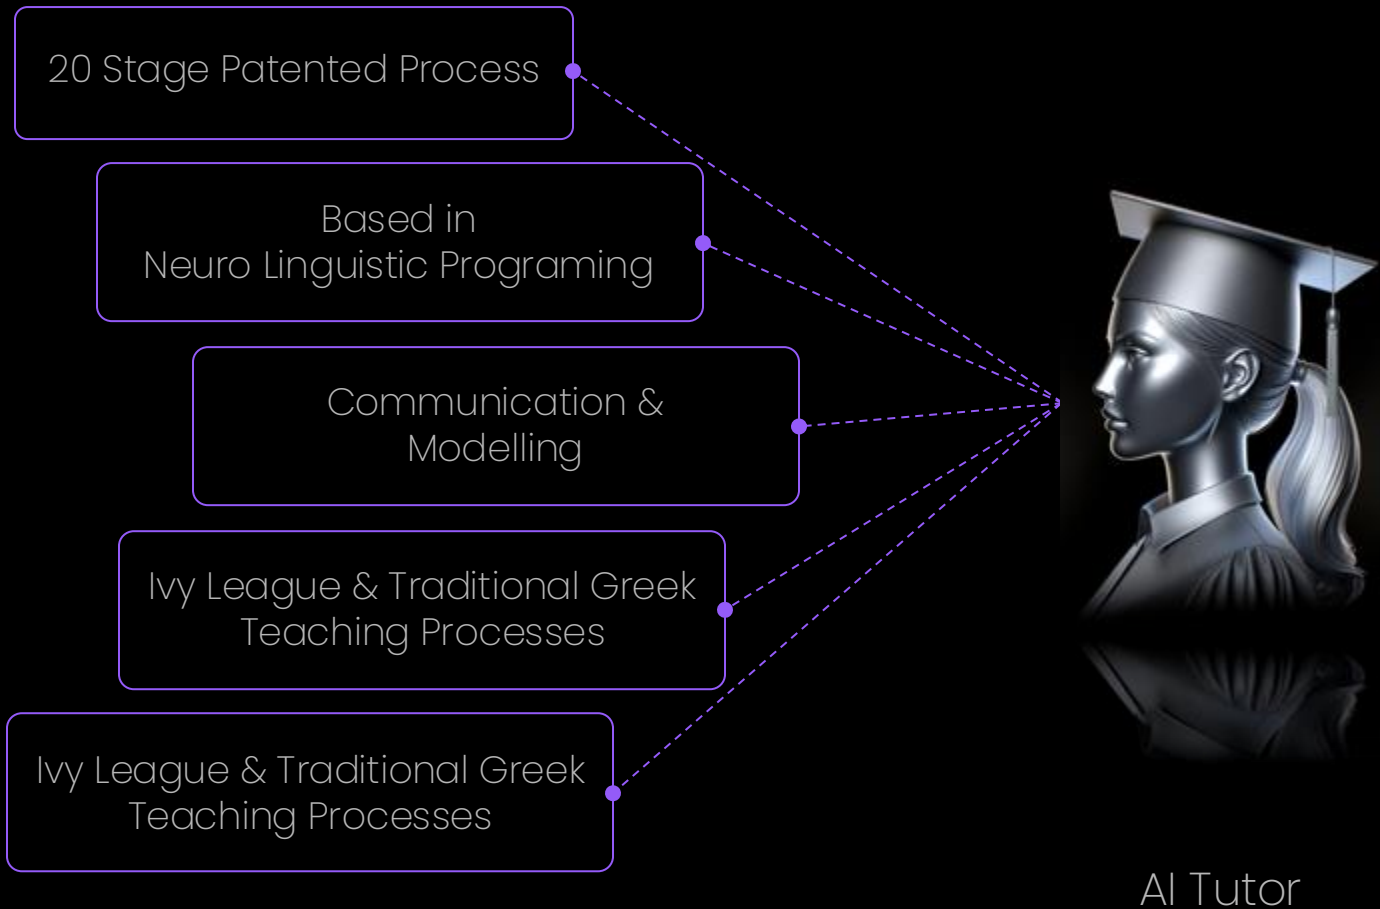 20 Stage Patented Process
Based in
Neuro Linguistic Programing
Communication &
Modelling
Ivy League & Traditional Greek
Teaching Processes
Ivy League & Traditional Greek
Teaching Processes
AI Tutor